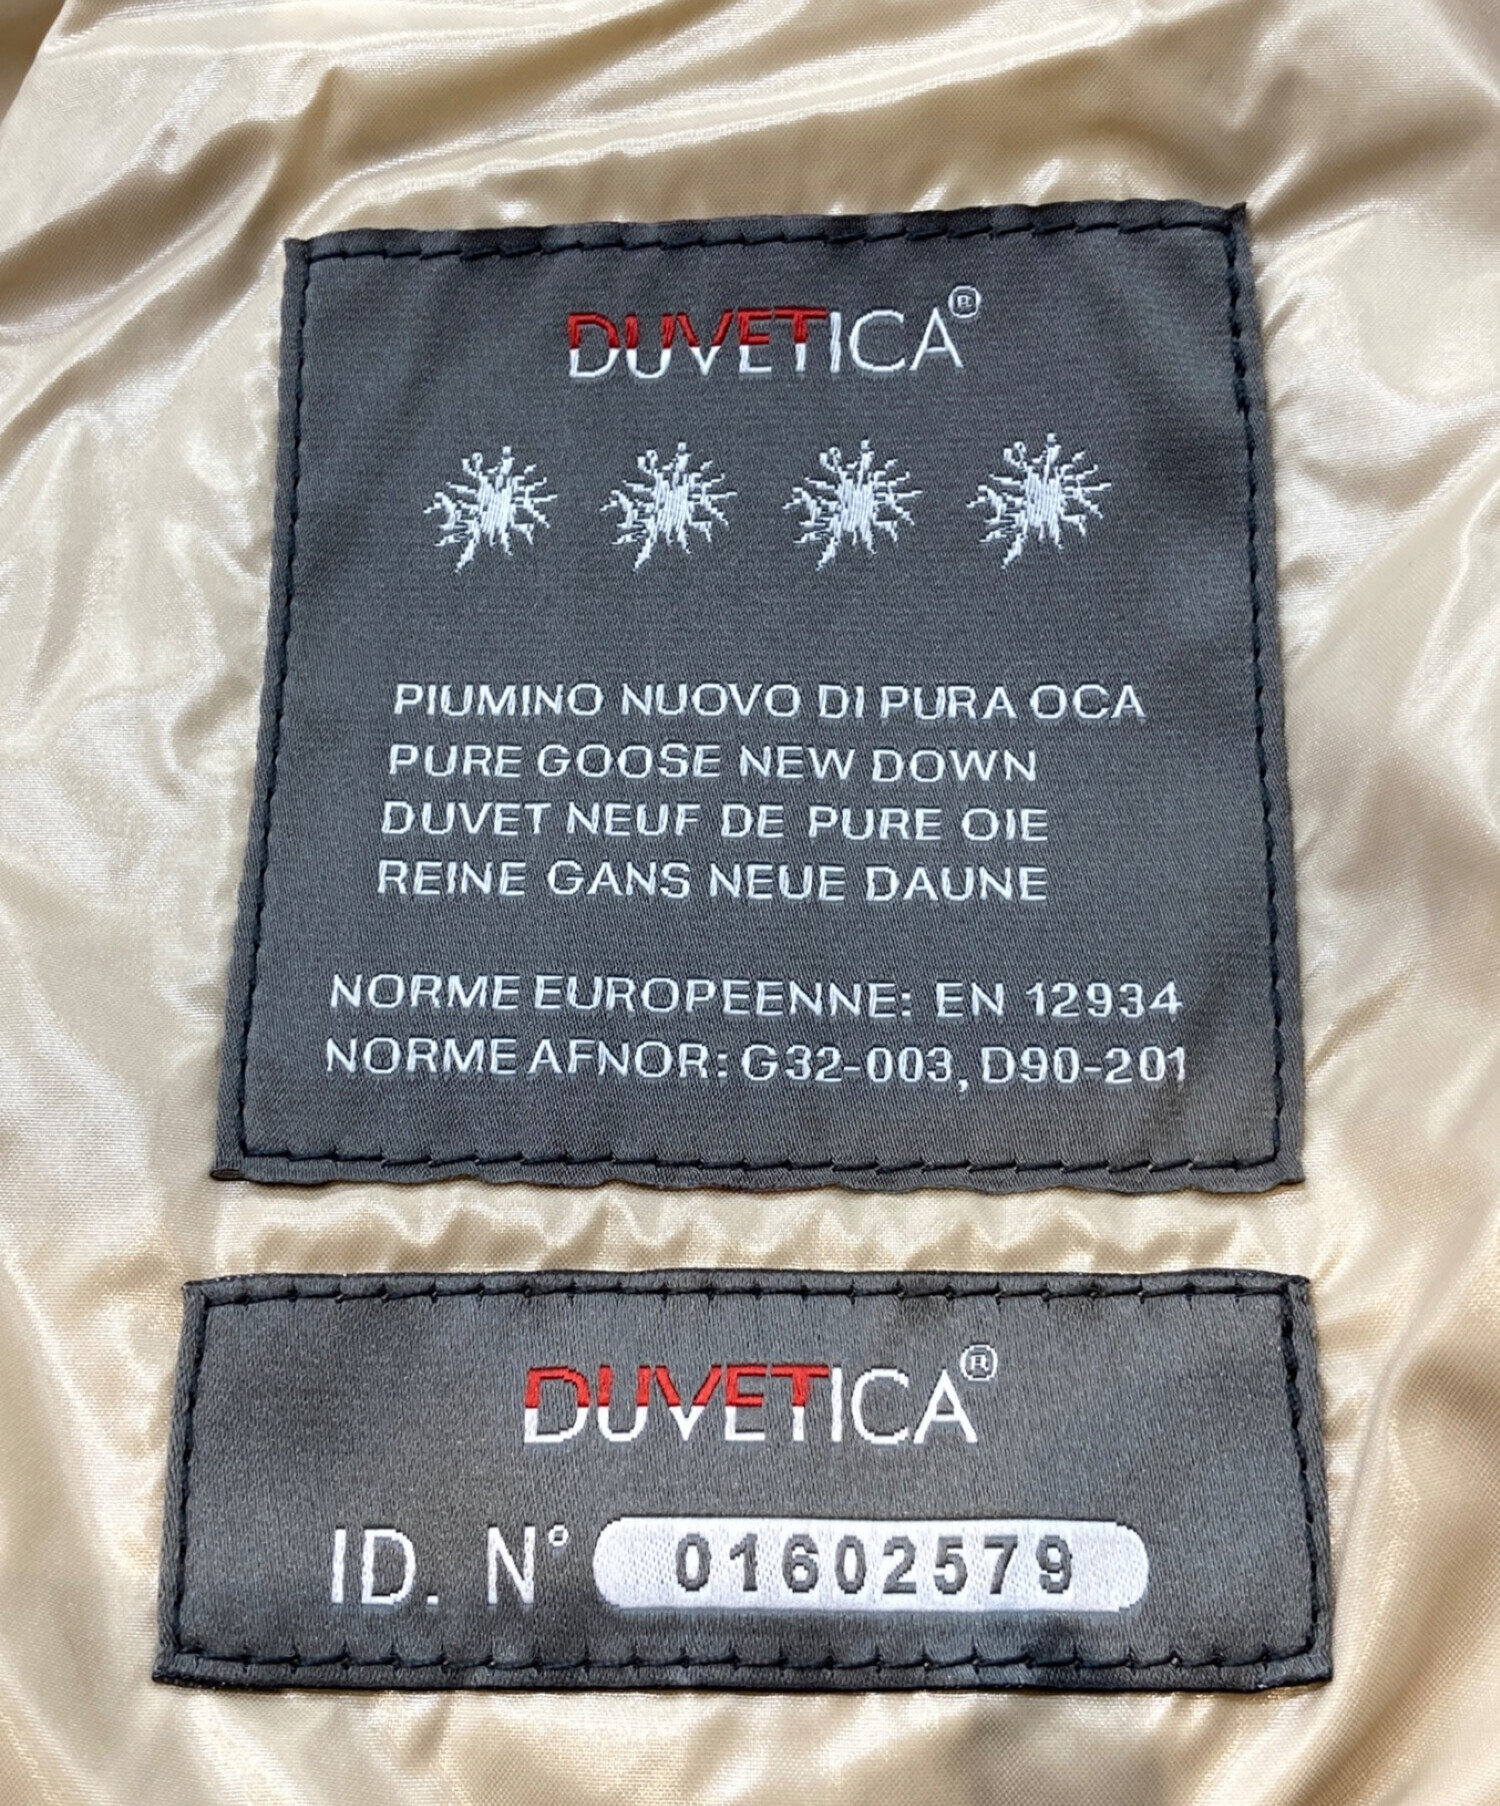 DUVETICA®
PIUMINO NUOVO DI PURA OCA
PURE GOOSE NEW DOWN
DUVET NEUF DE PURE OIE
REINE GANS NEUE DAUNE
NORME EUROPEENNE: EN 12934
NORME AFNOR: G32-003, D90-201
DUVETICA®
ID. N° 01602579